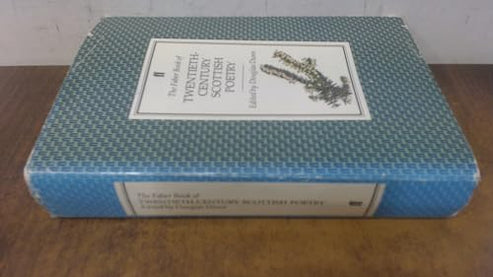 ff
The Faber Book of
TWENTIETH-
CENTURY
SCOTTISH
POETRY
Edited by Douglas Dunn
The Faber Book of
TWENTIETH-CENTURY SCOTTISH POETRY
Edited by Douglas Dunn